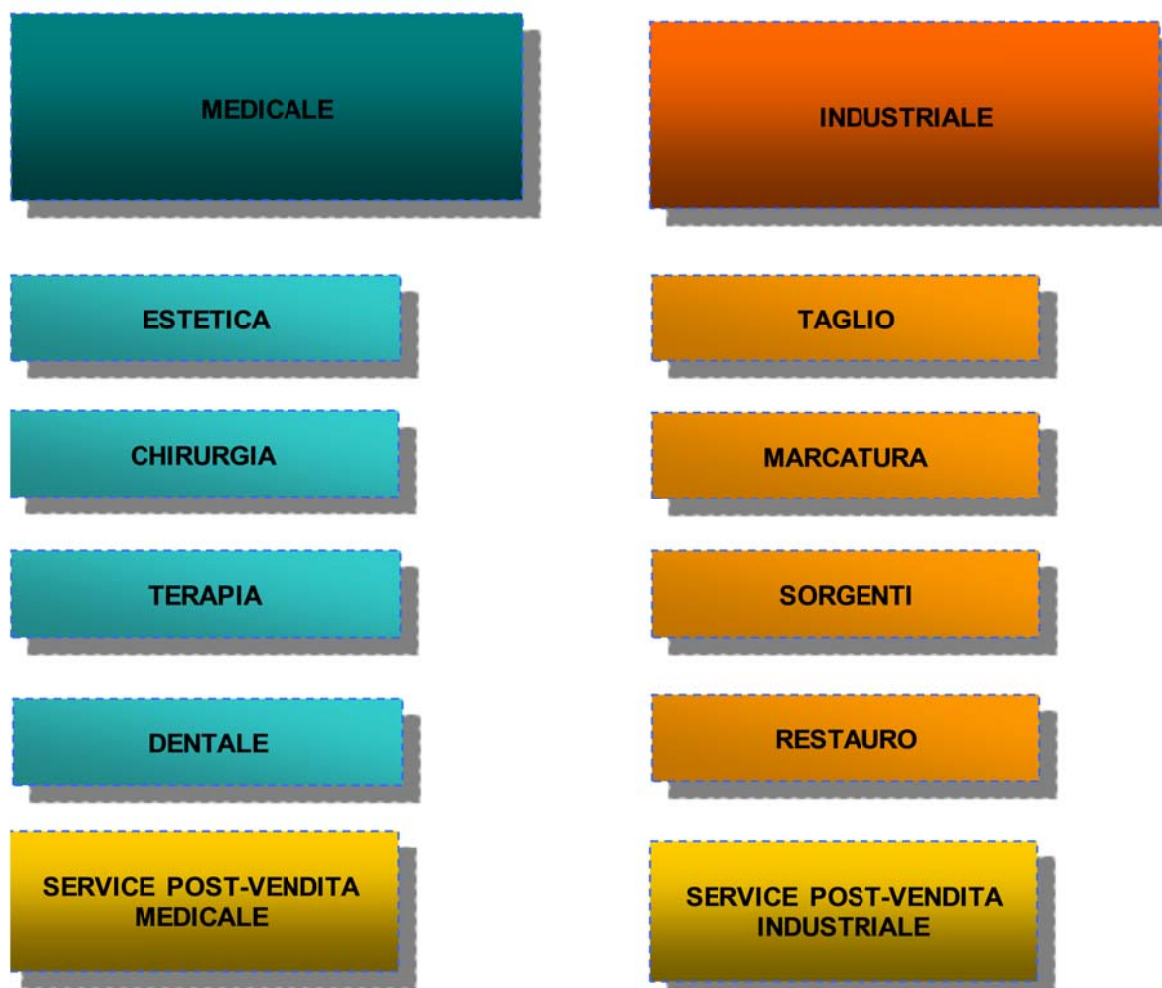 MEDICALE
ESTETICA
CHIRURGIA
TERAPIA
DENTALE
SERVICE POST-VENDITA
MEDICALE
INDUSTRIALE
TAGLIO
MARCATURA
SORGENTI
RESTAURO
SERVICE POST-VENDITA
INDUSTRIALE